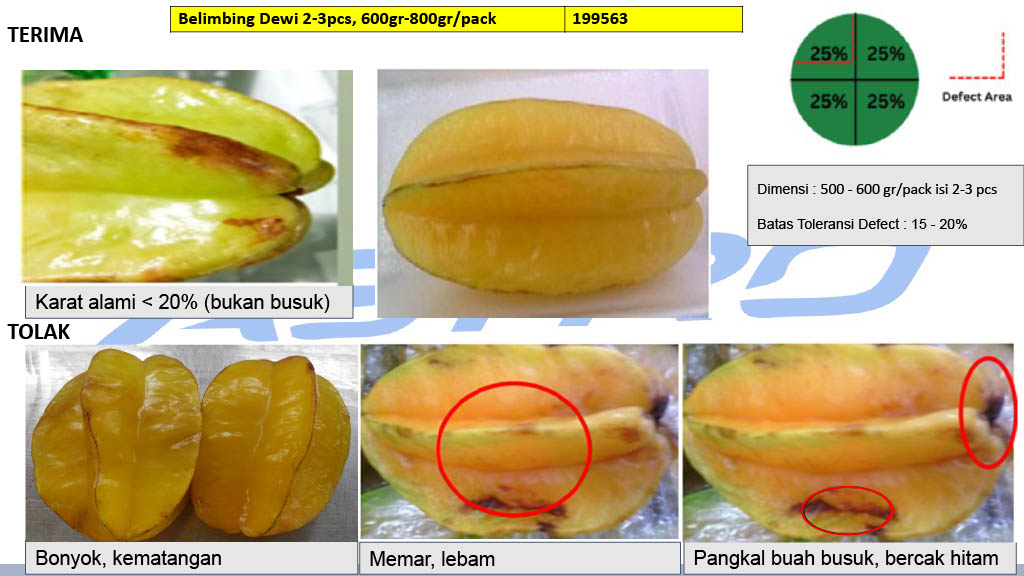 Belimbing Dewi 2-3pcs, 600gr-800gr/pack 199563
TERIMA
25% 25%
25% 25%
Defect Area
Dimensi : 500 - 600 gr/pack isi 2-3 pcs
Batas Toleransi Defect : 15 - 20%
Karat alami < 20% (bukan busuk)
TOLAK
Bonyok, kematangan
Memar, lebam
Pangkal buah busuk, bercak hitam